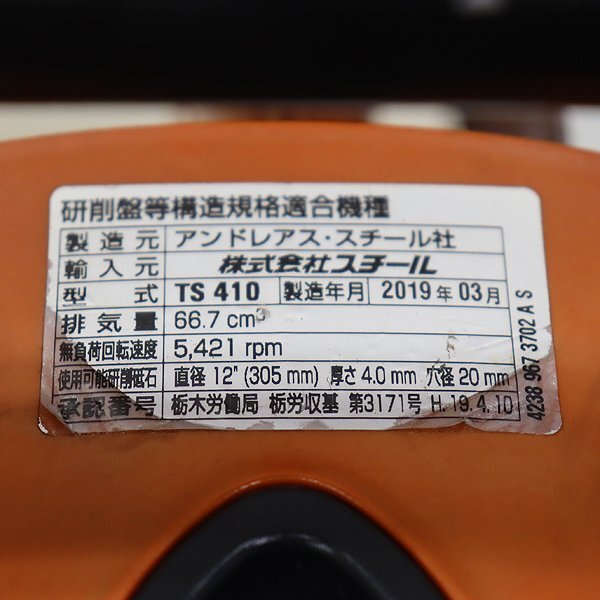 研削盤等構造規格適合機種
製造元 アンドレアス・スチール社
輸入元 株式会社スチール
型式 TS 410 製造年月 2019年03月
排気量 66.7 cm³
無負荷回転速度 5,421 rpm
使用可能研削砥石 直径 12" (305 mm) 厚さ 4.0 mm 穴径 20 mm
承認番号 栃木労働局 栃労収基 第3171号 H.19.4.10
4238 967 3702 A S